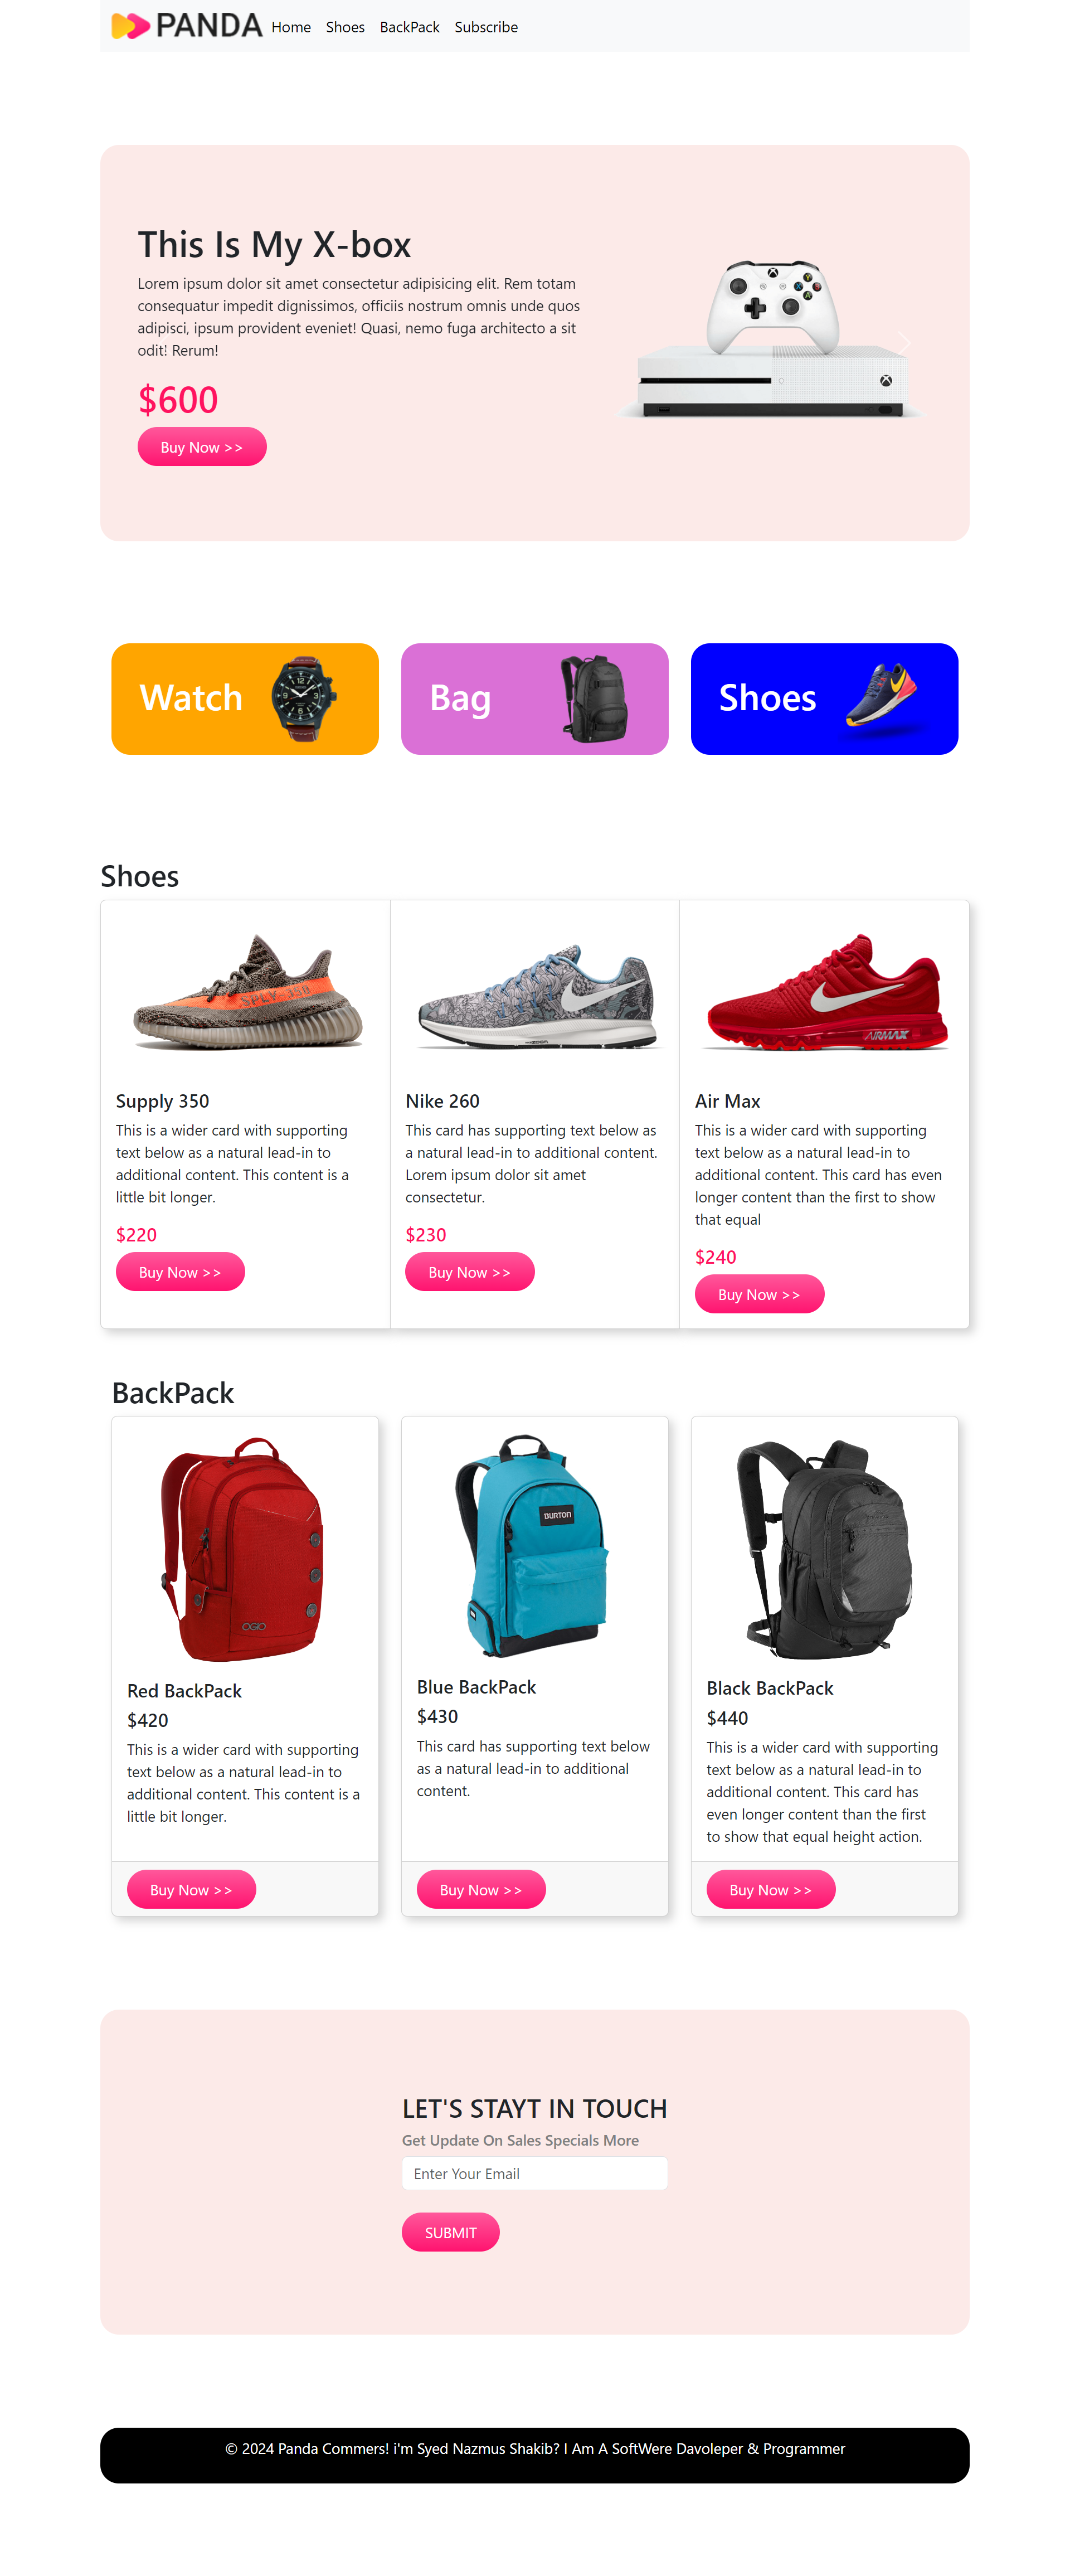 PANDA Home Shoes BackPack Subscribe
This Is My X-box
Lorem ipsum dolor sit amet consectetur adipisicing elit. Rem totam
consequatur impedit dignissimos, officiis nostrum omnis unde quos
adipisci, ipsum provident eveniet! Quasi, nemo fuga architecto a sit
odit! Rerum!
$600
Buy Now >>
Watch
Bag
Shoes
Shoes
SPLY 350
Supply 350
This is a wider card with supporting
text below as a natural lead-in to
additional content. This content is a
little bit longer.
$220
Buy Now >>
Nike 260
This card has supporting text below as
a natural lead-in to additional content.
Lorem ipsum dolor sit amet
consectetur.
$230
Buy Now >>
AIRMAX
Air Max
This is a wider card with supporting
text below as a natural lead-in to
additional content. This card has even
longer content than the first to show
that equal
$240
Buy Now >>
BackPack
OGIO
Red BackPack
$420
This is a wider card with supporting
text below as a natural lead-in to
additional content. This content is a
little bit longer.
Buy Now >>
BURTON
Blue BackPack
$430
This card has supporting text below
as a natural lead-in to additional
content.
Buy Now >>
Black BackPack
$440
This is a wider card with supporting
text below as a natural lead-in to
additional content. This card has
even longer content than the first
to show that equal height action.
Buy Now >>
LET'S STAYT IN TOUCH
Get Update On Sales Specials More
Enter Your Email
SUBMIT
© 2024 Panda Commers! i'm Syed Nazmus Shakib? I Am A SoftWere Davoleper & Programmer